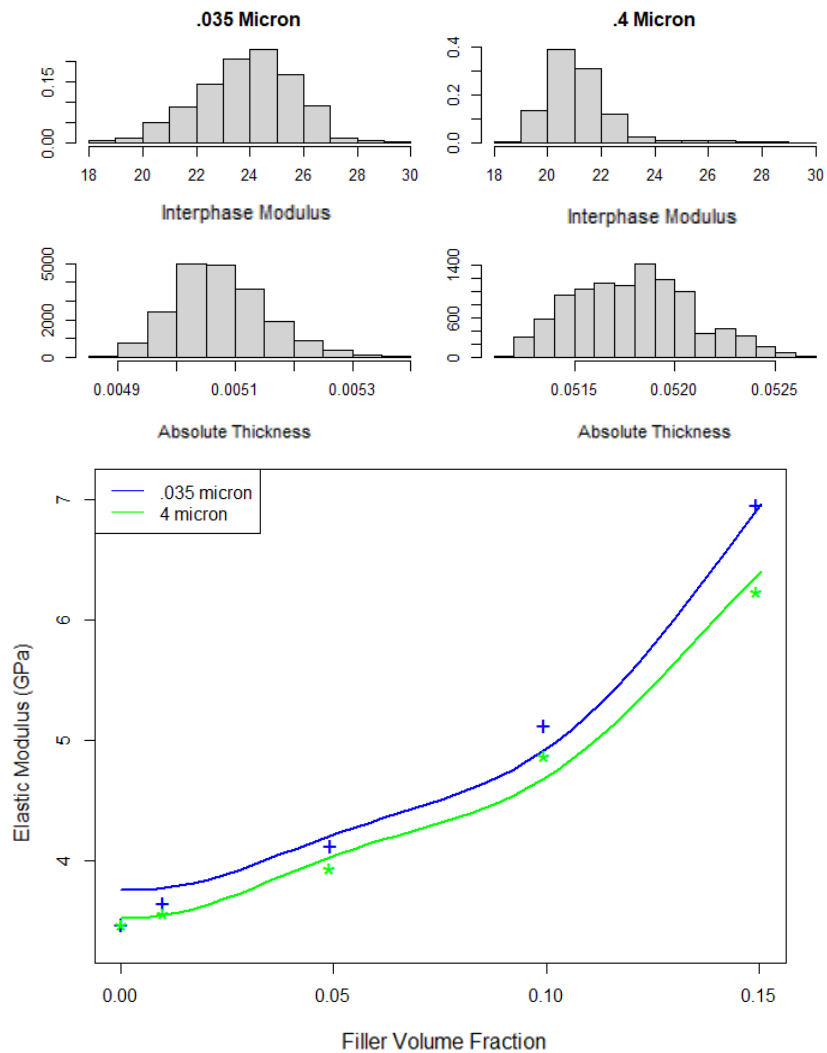 .035 Micron
.4 Micron
0.00 0.15
18 20 22 24 26 28 30
Interphase Modulus
0.0 0.2 0.4
18 20 22 24 26 28 30
Interphase Modulus
0 2000 5000
0.0049 0.0051 0.0053
Absolute Thickness
0 600 1400
0.0515 0.0520 0.0525
Absolute Thickness
.035 micron
4 micron
7
6
5
4
Elastic Modulus (GPa)
0.00 0.05 0.10 0.15
Filler Volume Fraction